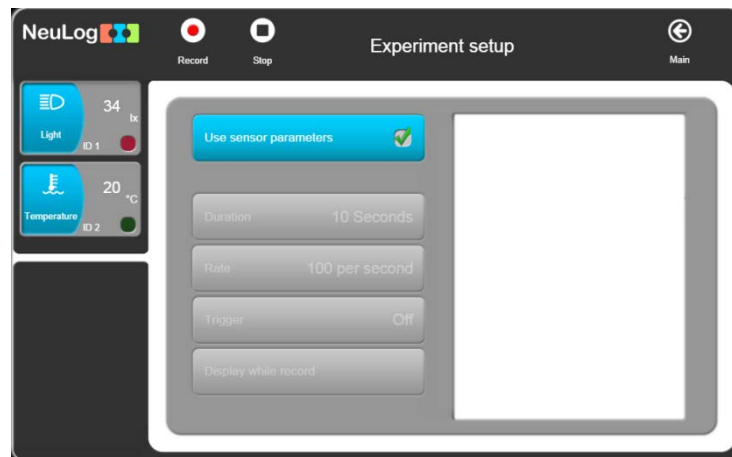 NeuLog
Record
Stop
Experiment setup
Main
34 lx
Light
ID 1
20 °C
Temperature
ID 2
Use sensor parameters
Duration 10 Seconds
Rate 100 per second
Trigger Off
Display while record